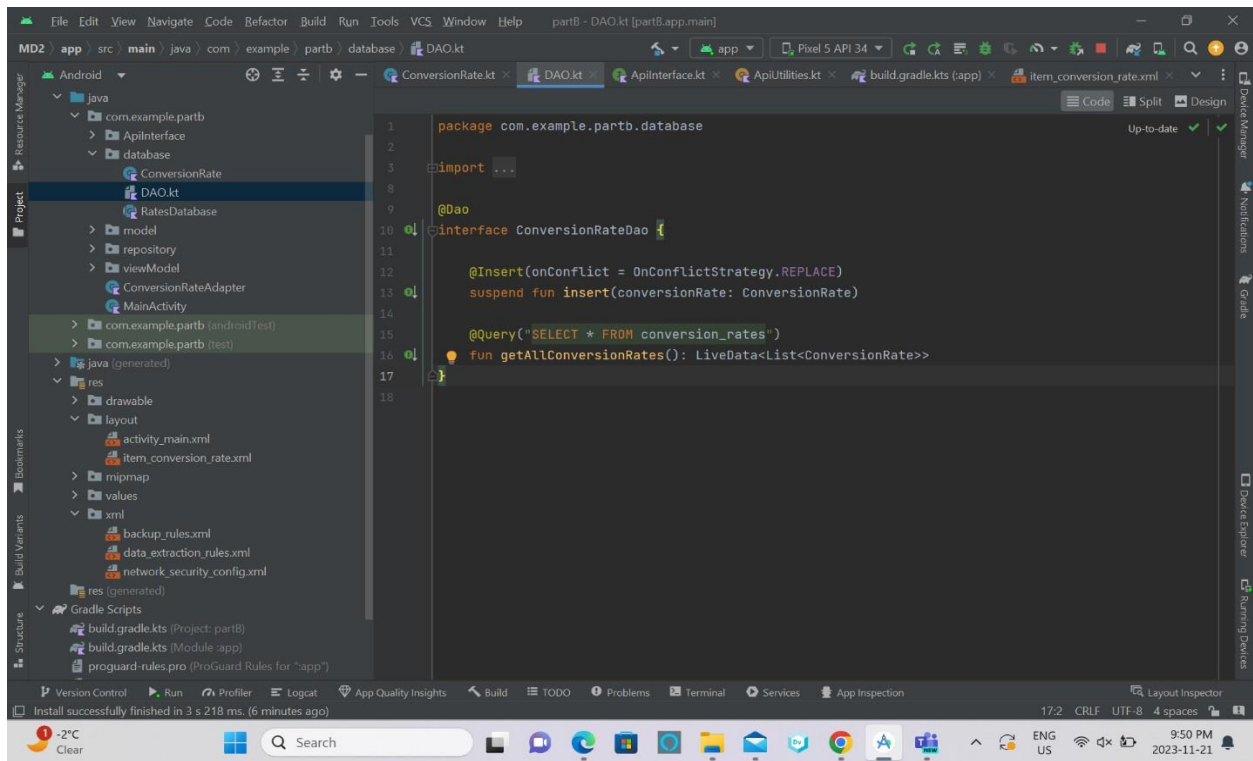 File Edit View Navigate Code Refactor Build Run Tools VCS Window Help partB - DAO.kt [partB.app.main]
MD2 app src main java com example partb database DAO.kt app Pixel 5 API 34
Android
ConversionRate.kt DAO.kt ApiInterface.kt ApiUtilities.kt build.gradle.kts (:app) item_conversion_rate.xml
Code Split Design
Up-to-date
Resource Manager
Project
Bookmarks
Build Variants
Structure
java
com.example.partb
ApiInterface
database
ConversionRate
DAO.kt
RatesDatabase
model
repository
viewModel
ConversionRateAdapter
MainActivity
com.example.partb (androidTest)
com.example.partb (test)
java (generated)
res
drawable
layout
activity_main.xml
item_conversion_rate.xml
mipmap
values
xml
backup_rules.xml
data_extraction_rules.xml
network_security_config.xml
res (generated)
Gradle Scripts
build.gradle.kts (Project: partB)
build.gradle.kts (Module :app)
proguard-rules.pro (ProGuard Rules for ":app")
1 package com.example.partb.database
2
3 import ...
8
9 @Dao
10 interface ConversionRateDao {
11
12 @Insert(onConflict = OnConflictStrategy.REPLACE)
13 suspend fun insert(conversionRate: ConversionRate)
14
15 @Query("SELECT * FROM conversion_rates")
16 fun getAllConversionRates(): LiveData<List<ConversionRate>>
17 }
18
Device Manager
Notifications
Gradle
Device Explorer
Running Devices
Version Control Run Profiler Logcat App Quality Insights Build TODO Problems Terminal Services App Inspection Layout Inspector
Install successfully finished in 3 s 218 ms. (6 minutes ago) 17:2 CRLF UTF-8 4 spaces
1 -2°C
Clear
Search
ENG
US
9:50 PM
2023-11-21